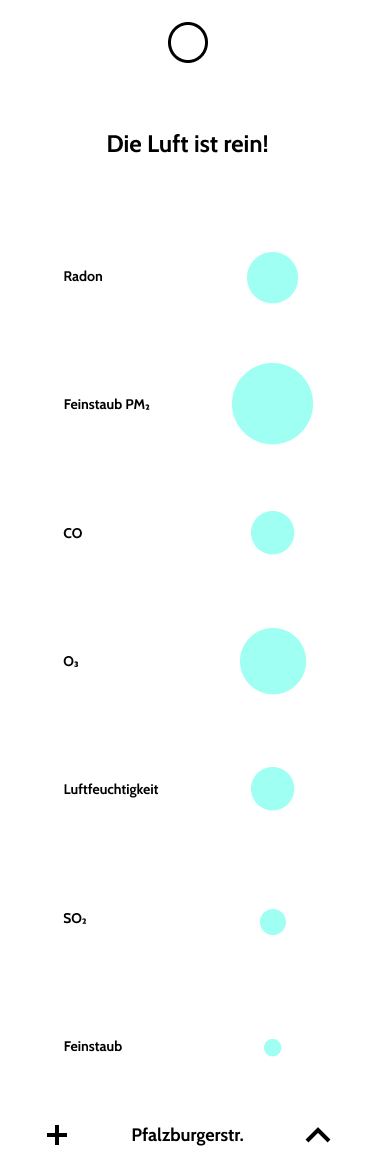 Die Luft ist rein!
Radon
Feinstaub PM₂
CO
O₃
Luftfeuchtigkeit
SO₂
Feinstaub
Pfalzburgerstr.